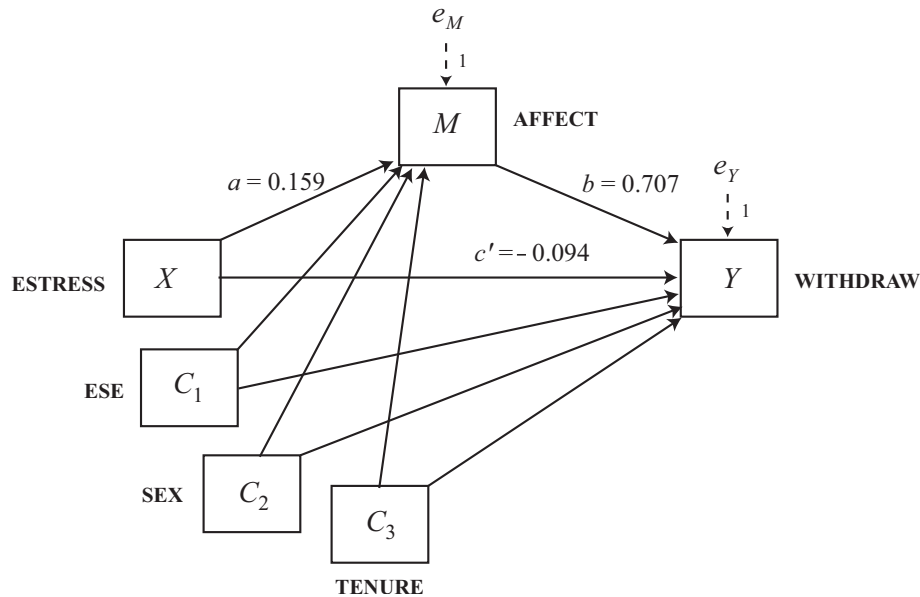 e_M
1
M
AFFECT
a = 0.159
b = 0.707
e_Y
1
ESTRESS
X
c′ = – 0.094
Y
WITHDRAW
ESE
C_1
SEX
C_2
C_3
TENURE